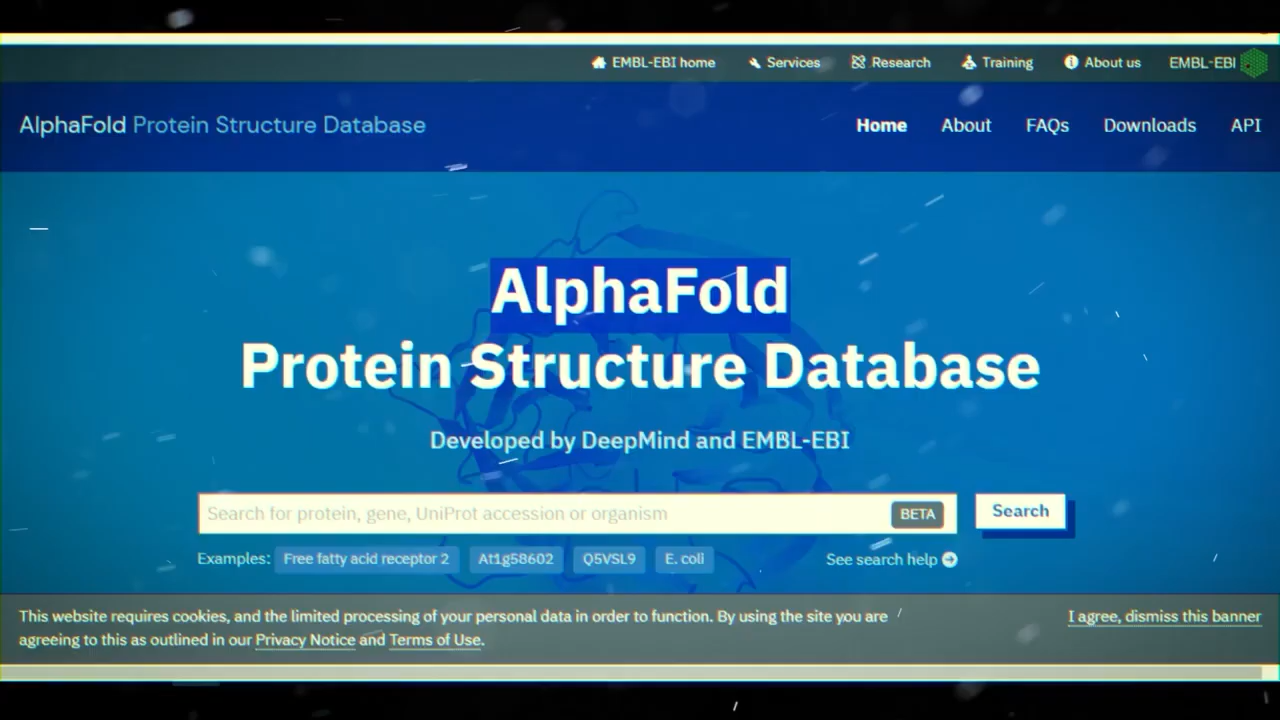 EMBL-EBI home Services Research Training About us EMBL-EBI
AlphaFold Protein Structure Database Home About FAQs Downloads API
AlphaFold
Protein Structure Database
Developed by DeepMind and EMBL-EBI
Search for protein, gene, UniProt accession or organism BETA Search
Examples: Free fatty acid receptor 2 At1g58602 Q5VSL9 E. coli See search help
This website requires cookies, and the limited processing of your personal data in order to function. By using the site you are
agreeing to this as outlined in our Privacy Notice and Terms of Use.
I agree, dismiss this banner